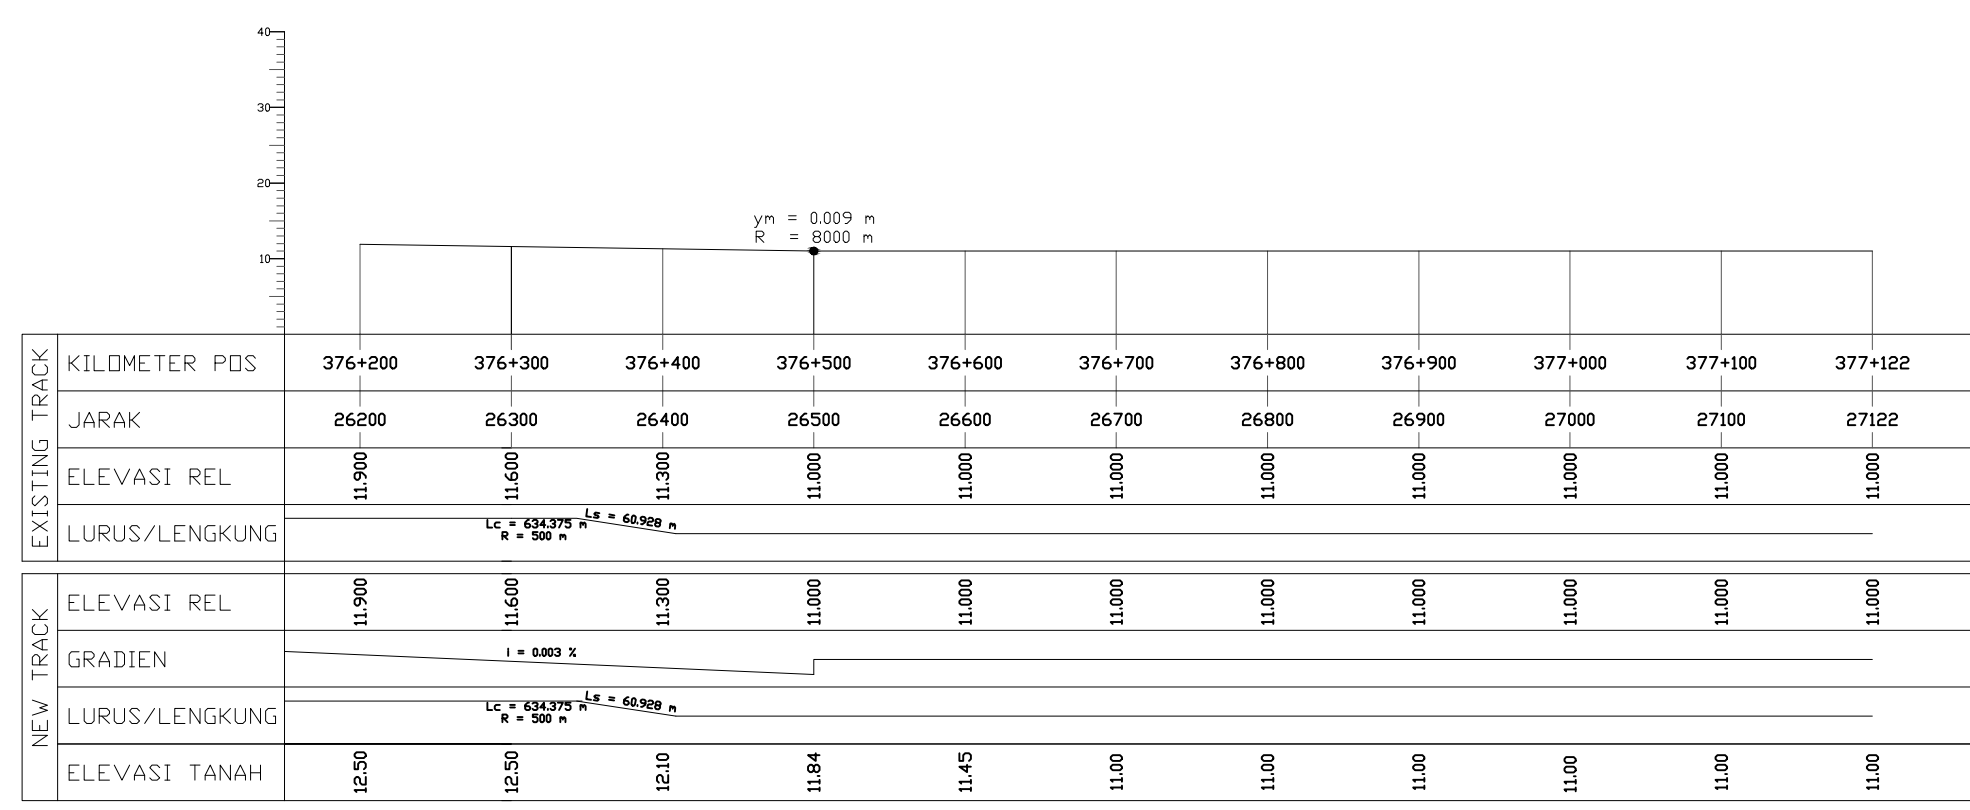 40
30
20
10
ym = 0.009 m
R = 8000 m
EXISTING TRACK
KILOMETER POS 376+200 376+300 376+400 376+500 376+600 376+700 376+800 376+900 377+000 377+100 377+122
JARAK 26200 26300 26400 26500 26600 26700 26800 26900 27000 27100 27122
ELEVASI REL 11.900 11.600 11.300 11.000 11.000 11.000 11.000 11.000 11.000 11.000 11.000
LURUS/LENGKUNG
Lc = 634.375 m
R = 500 m
Ls = 60.928 m
NEW TRACK
ELEVASI REL 11.900 11.600 11.300 11.000 11.000 11.000 11.000 11.000 11.000 11.000 11.000
GRADIEN I = 0.003 %
LURUS/LENGKUNG
Lc = 634.375 m
R = 500 m
Ls = 60.928 m
ELEVASI TANAH 12.50 12.50 12.10 11.84 11.45 11.00 11.00 11.00 11.00 11.00 11.00